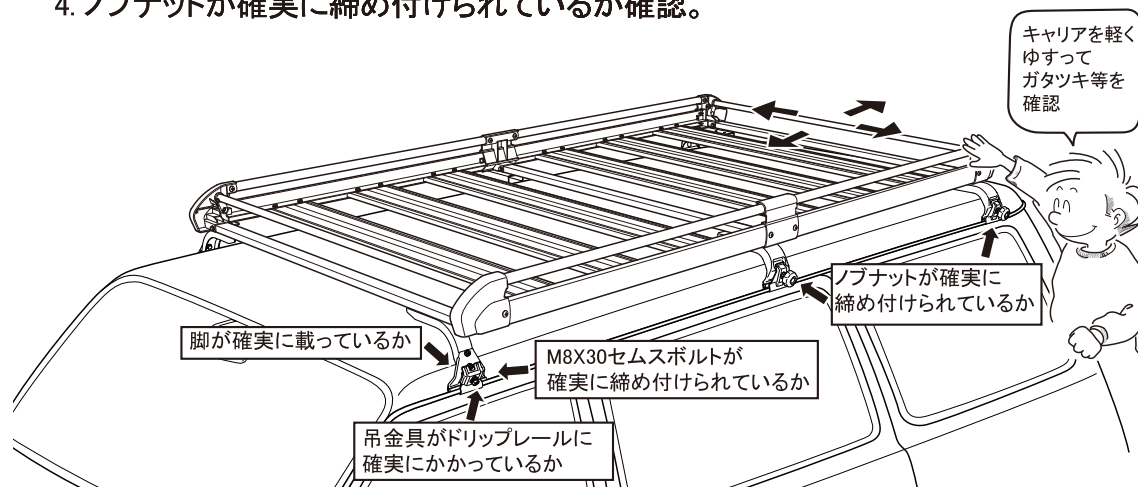 4. ノブナットが確実に締め付けられているか確認。
キャリアを軽く
ゆすって
ガタツキ等を
確認
ノブナットが確実に
締め付けられているか
脚が確実に載っているか
M8X30セムスボルトが
確実に締め付けられているか
吊金具がドリップレールに
確実にかかっているか